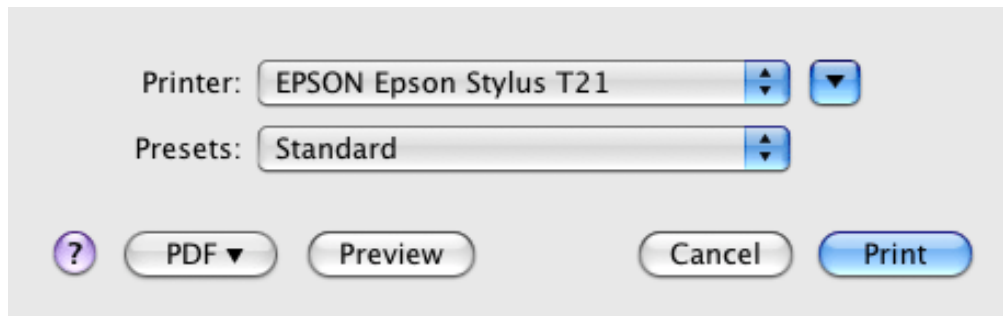 Printer: EPSON Epson Stylus T21
Presets: Standard
? PDF Preview Cancel Print